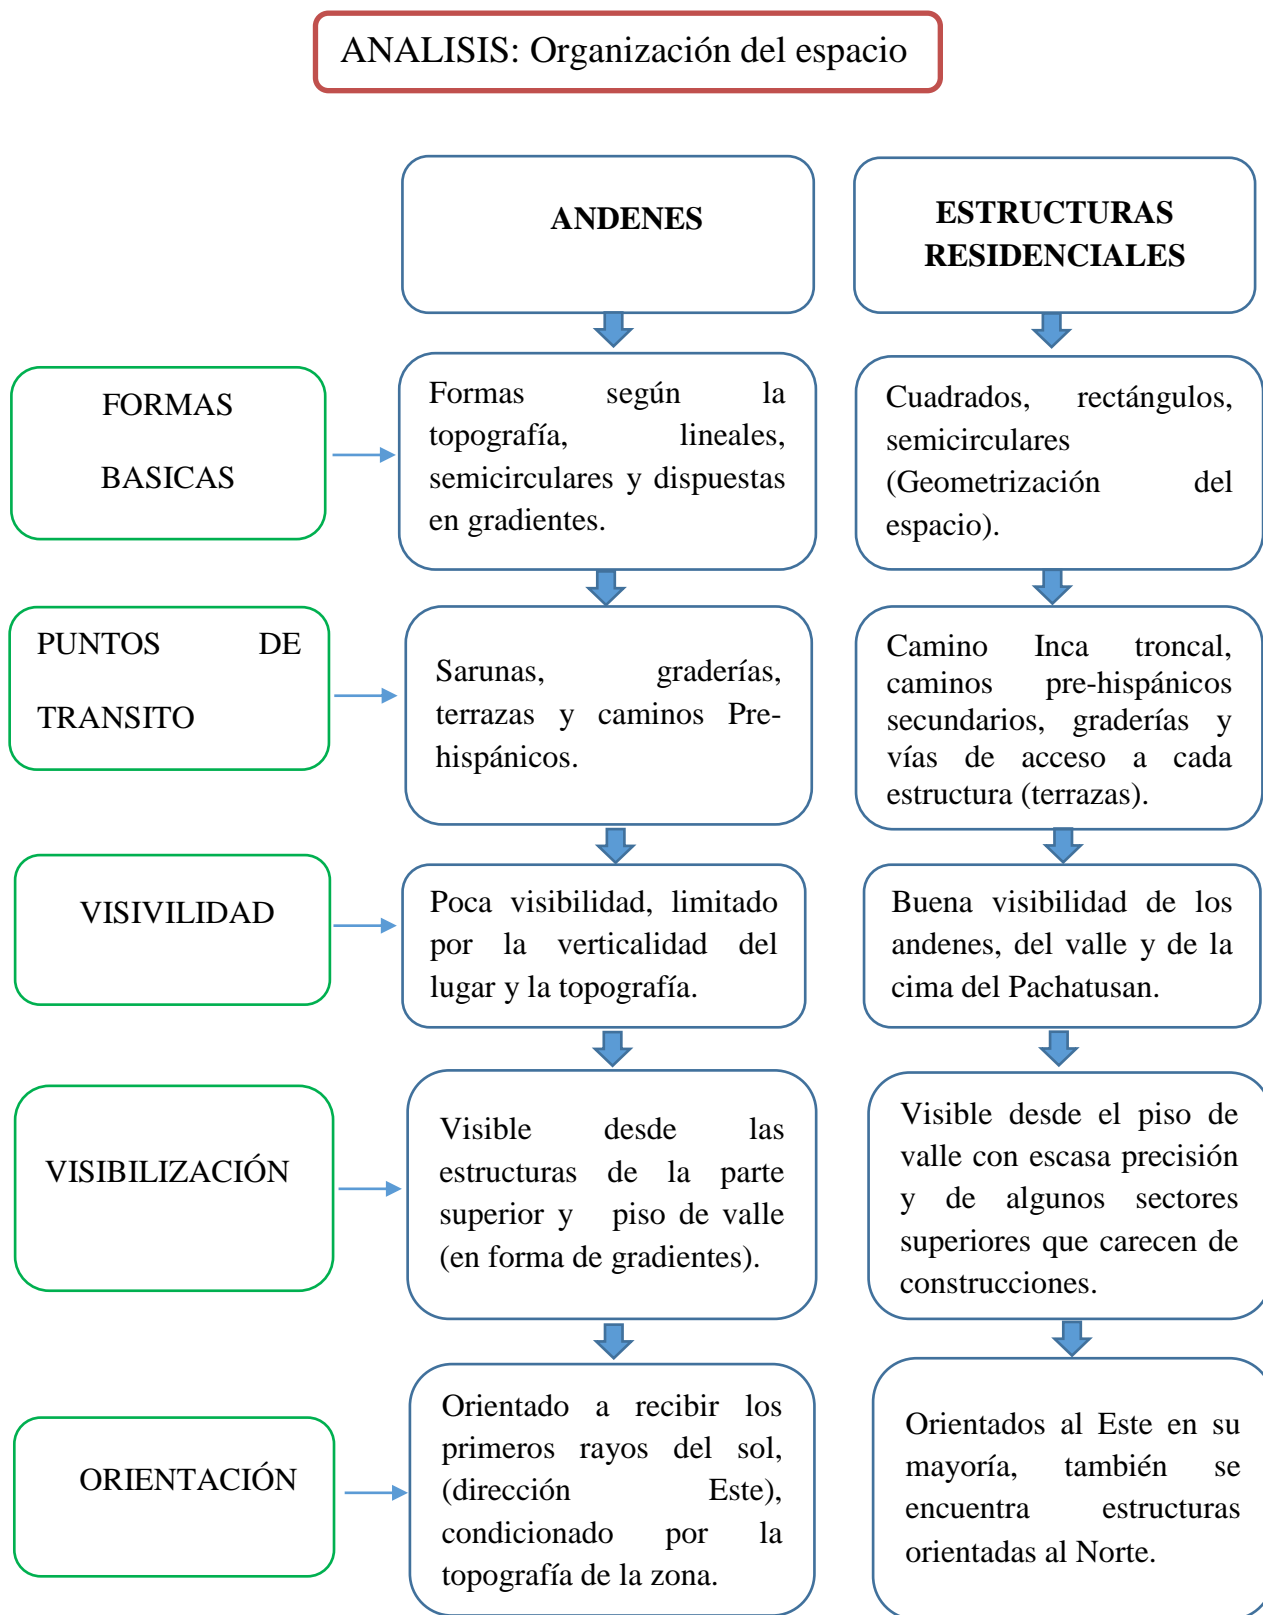 ANALISIS: Organización del espacio
ANDENES
ESTRUCTURAS
RESIDENCIALES
FORMAS
BASICAS
Formas según la
topografía, lineales,
semicirculares y dispuestas
en gradientes.
Cuadrados, rectángulos,
semicirculares
(Geometrización del
espacio).
PUNTOS DE
TRANSITO
Sarunas, graderías,
terrazas y caminos Pre-
hispánicos.
Camino Inca troncal,
caminos pre-hispánicos
secundarios, graderías y
vías de acceso a cada
estructura (terrazas).
VISIVILIDAD
Poca visibilidad, limitado
por la verticalidad del
lugar y la topografía.
Buena visibilidad de los
andenes, del valle y de la
cima del Pachatusan.
VISIBILIZACIÓN
Visible desde las
estructuras de la parte
superior y piso de valle
(en forma de gradientes).
Visible desde el piso de
valle con escasa precisión
y de algunos sectores
superiores que carecen de
construcciones.
ORIENTACIÓN
Orientado a recibir los
primeros rayos del sol,
(dirección Este),
condicionado por la
topografía de la zona.
Orientados al Este en su
mayoría, también se
encuentra estructuras
orientadas al Norte.